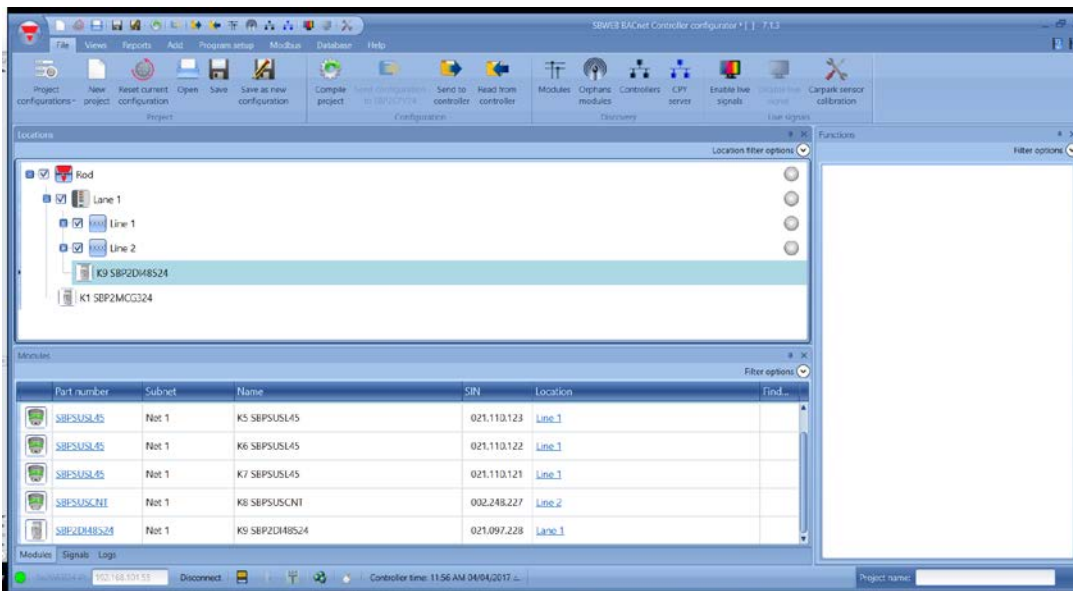 SBWEB BACnet Controller configurator * [ ] 7.1.3
File Views Reports Add Program setup Modbus Database Help
Project configurations
New project
Reset current configuration
Open
Save
Save as new configuration
Compile project
Send to controller
Read from controller
Modules
Orphans modules
Controllers
CPY server
Enable live signals
Carpark sensor calibration
Project
Configuration
Discovery
Live signals
Locations
Location filter options
Functions
Filter options
Rod
Lane 1
Line 1
Line 2
K9 SBP2DI48524
K1 SBP2MCG324
Modules
Filter options
Part number Subnet Name SIN Location Find...
SBPSUSL45 Net 1 K5 SBPSUSL45 021.110.123 Line 1
SBPSUSL45 Net 1 K6 SBPSUSL45 021.110.122 Line 1
SBPSUSL45 Net 1 K7 SBPSUSL45 021.110.121 Line 1
SBPSUSCNT Net 1 K8 SBPSUSCNT 002.248.227 Line 2
SBP2DI48524 Net 1 K9 SBP2DI48524 021.097.228 Lane 1
Modules Signals Logs
192.168.101.53 Disconnect Controller time: 11:56 AM 04/04/2017 Project name: